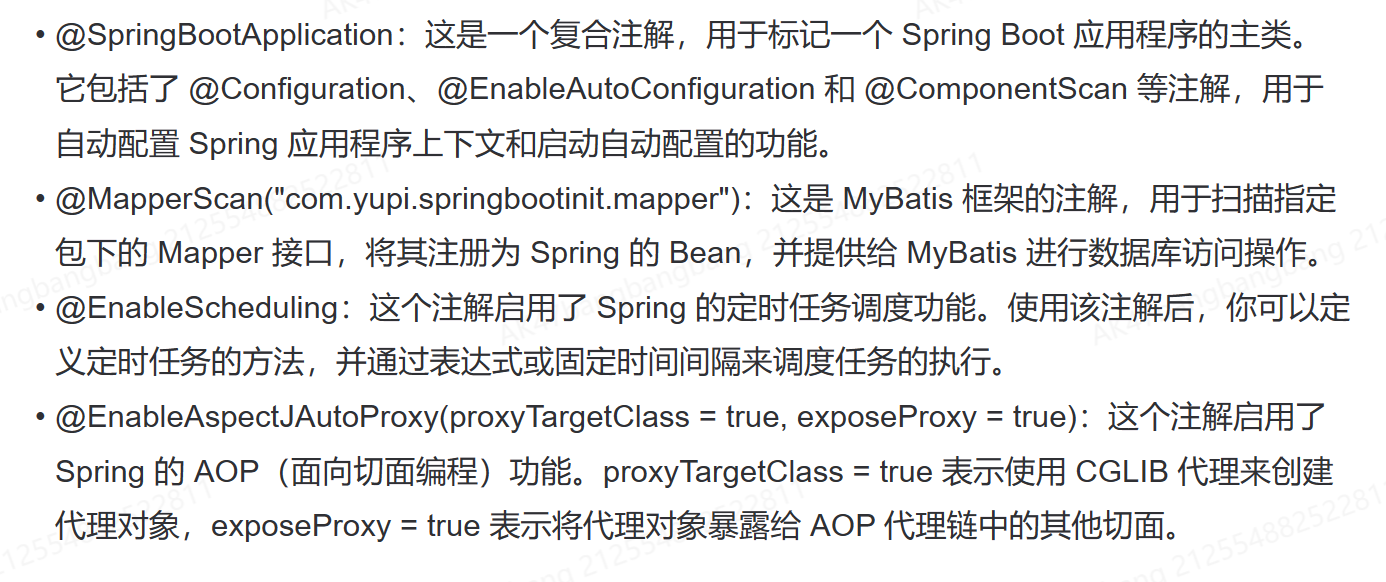 • @SpringBootApplication：这是一个复合注解，用于标记一个 Spring Boot 应用程序的主类。
它包括了 @Configuration、@EnableAutoConfiguration 和 @ComponentScan 等注解，用于
自动配置 Spring 应用程序上下文和启动自动配置的功能。
• @MapperScan("com.yupi.springbootinit.mapper")：这是 MyBatis 框架的注解，用于扫描指定
包下的 Mapper 接口，将其注册为 Spring 的 Bean，并提供给 MyBatis 进行数据库访问操作。
• @EnableScheduling：这个注解启用了 Spring 的定时任务调度功能。使用该注解后，你可以定
义定时任务的方法，并通过表达式或固定时间间隔来调度任务的执行。
• @EnableAspectJAutoProxy(proxyTargetClass = true, exposeProxy = true)：这个注解启用了
Spring 的 AOP（面向切面编程）功能。proxyTargetClass = true 表示使用 CGLIB 代理来创建
代理对象，exposeProxy = true 表示将代理对象暴露给 AOP 代理链中的其他切面。